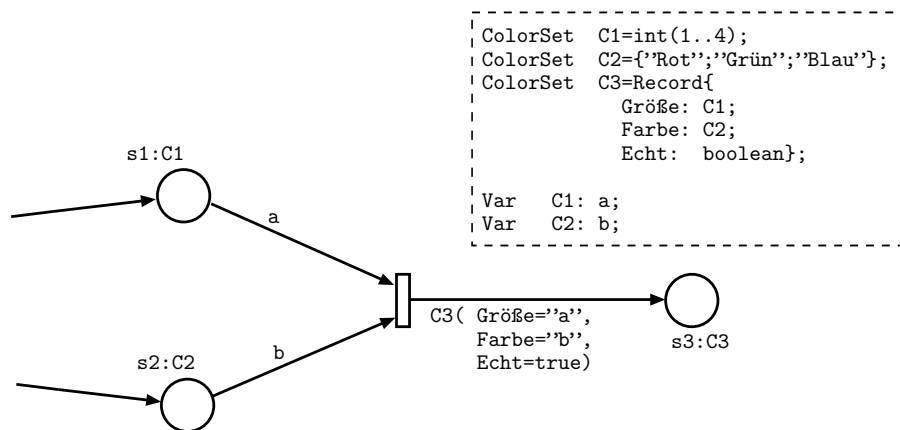 ColorSet  C1=int(1..4);
ColorSet  C2={”Rot”;”Grün”;”Blau”};
ColorSet  C3=Record{
Größe: C1;
Farbe: C2;
Echt:  boolean};
Var   C1: a;
Var   C2: b;
s1:C1
a
C3( Größe=”a”,
Farbe=”b”,
Echt=true)
s3:C3
b
s2:C2